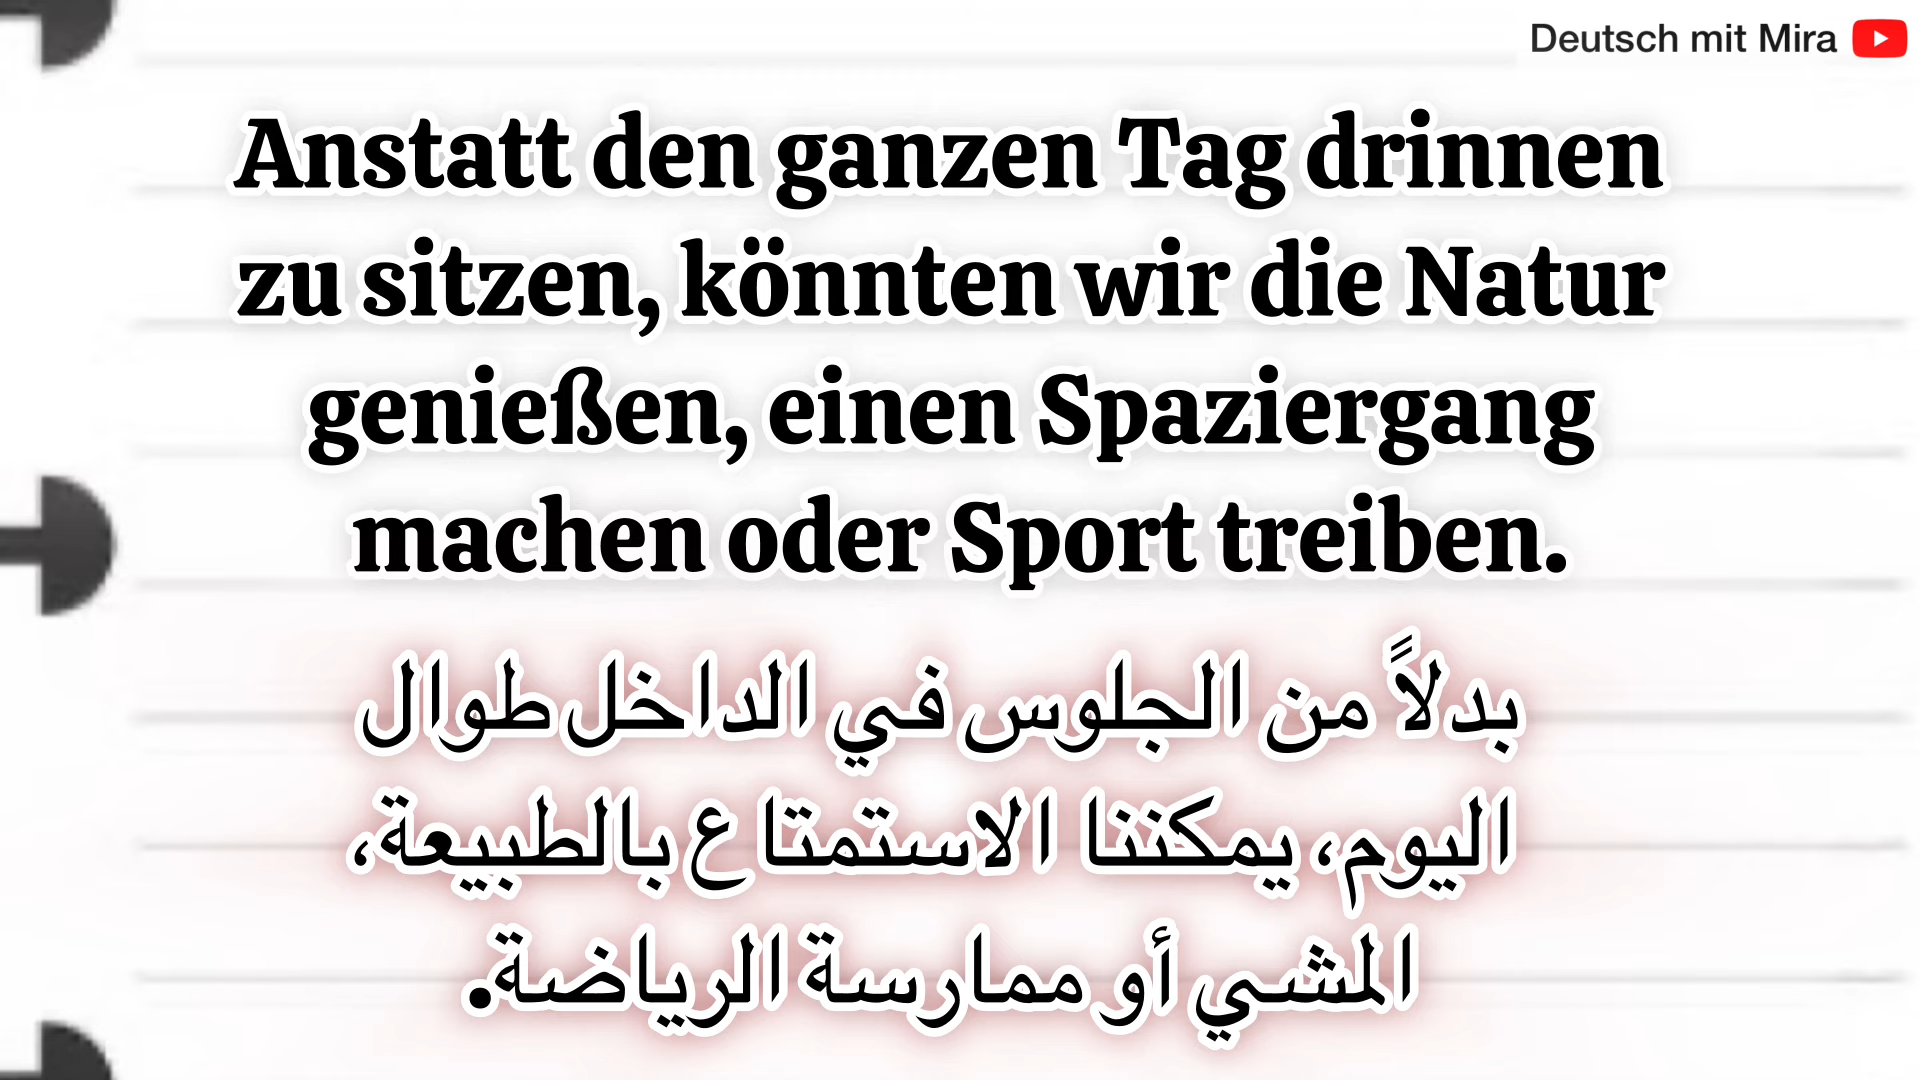 Deutsch mit Mira
Anstatt den ganzen Tag drinnen
zu sitzen, könnten wir die Natur
genießen, einen Spaziergang
machen oder Sport treiben.
بدلاً من الجلوس في الداخل طوال
اليوم، يمكننا الاستمتاع بالطبيعة،
المشي أو ممارسة الرياضة.